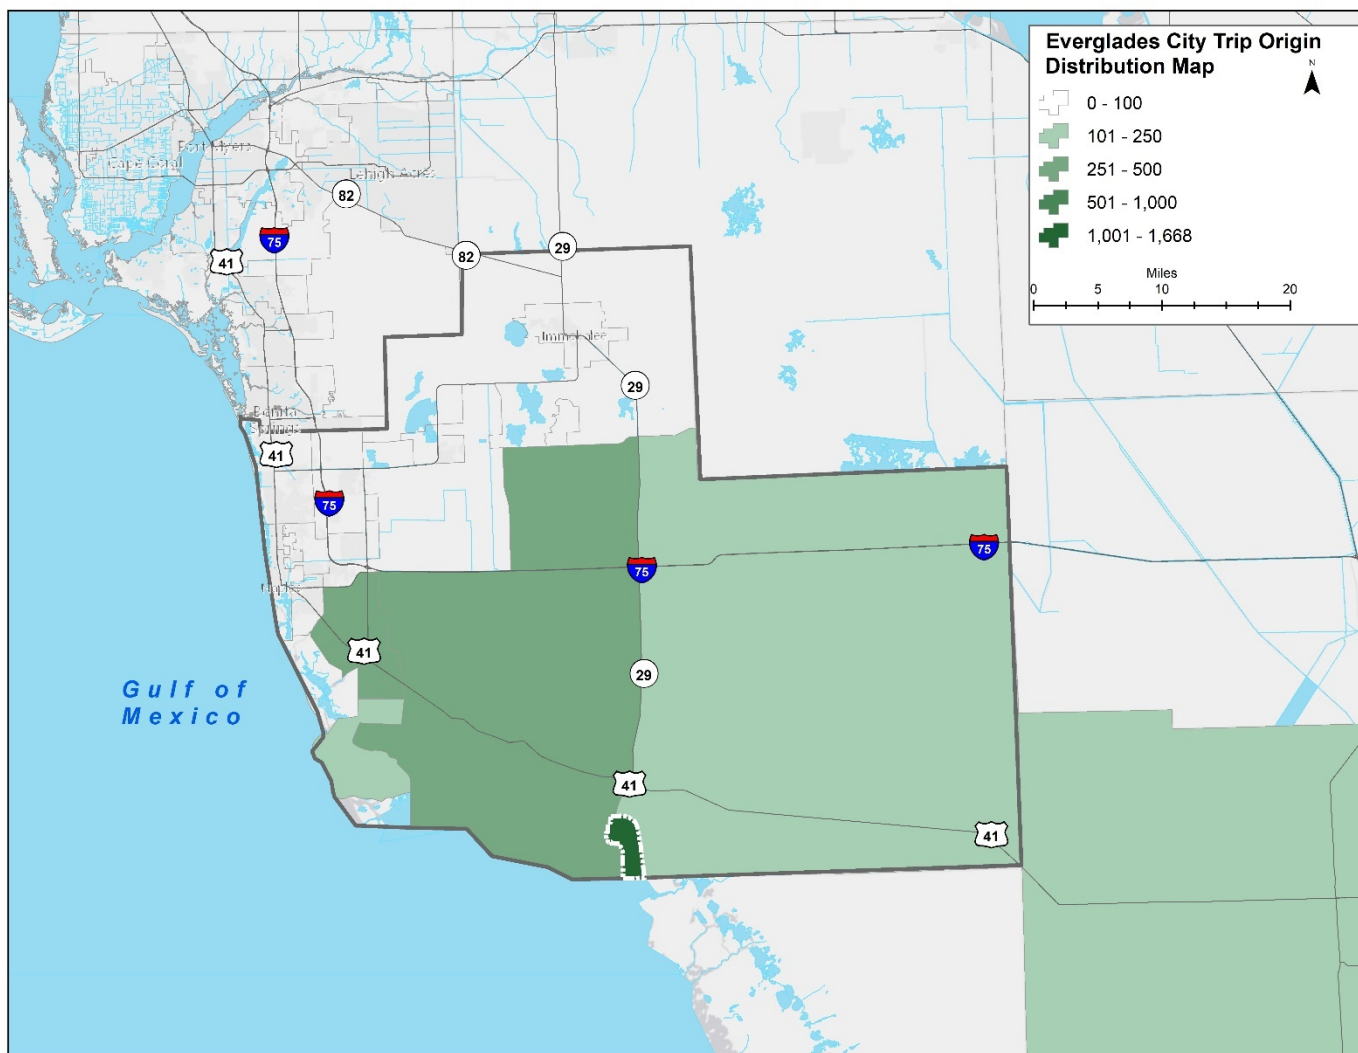 Everglades City Trip Origin
Distribution Map
N
0 - 100
101 - 250
251 - 500
501 - 1,000
1,001 - 1,668
Miles
0 5 10 20
Fort Myers
Cape Coral
Lehigh Acres
82
75
41
82
29
Immokalee
29
Bonita
Springs
41
75
75
75
Naples
41
29
Gulf of
Mexico
41
41